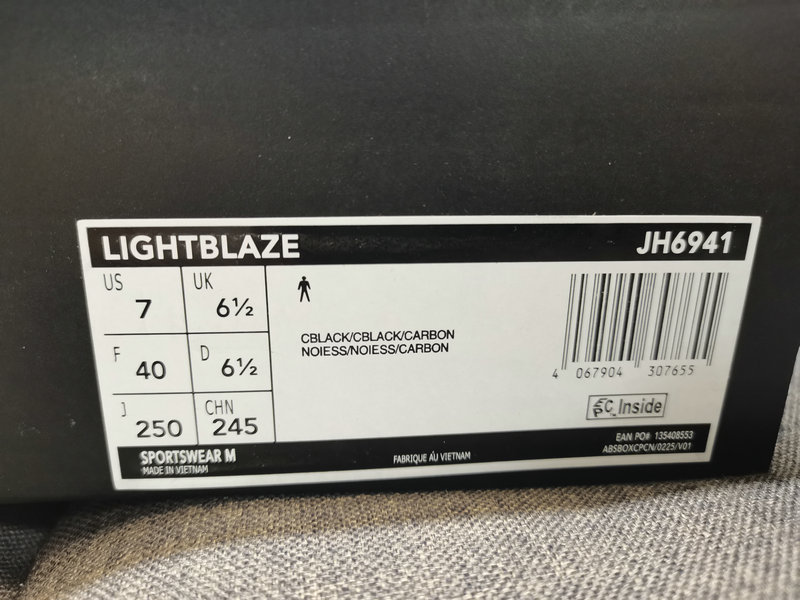 LIGHTBLAZE JH6941
US 7 UK 6½
F 40 D 6½
J 250 CHN 245
CBLACK/CBLACK/CARBON
NOIESS/NOIESS/CARBON
4 067904 307655
Inside
EAN PO# 135408553
SPORTSWEAR M FABRIQUE AU VIETNAM ABSBOXCPCN/0225/V01
MADE IN VIETNAM